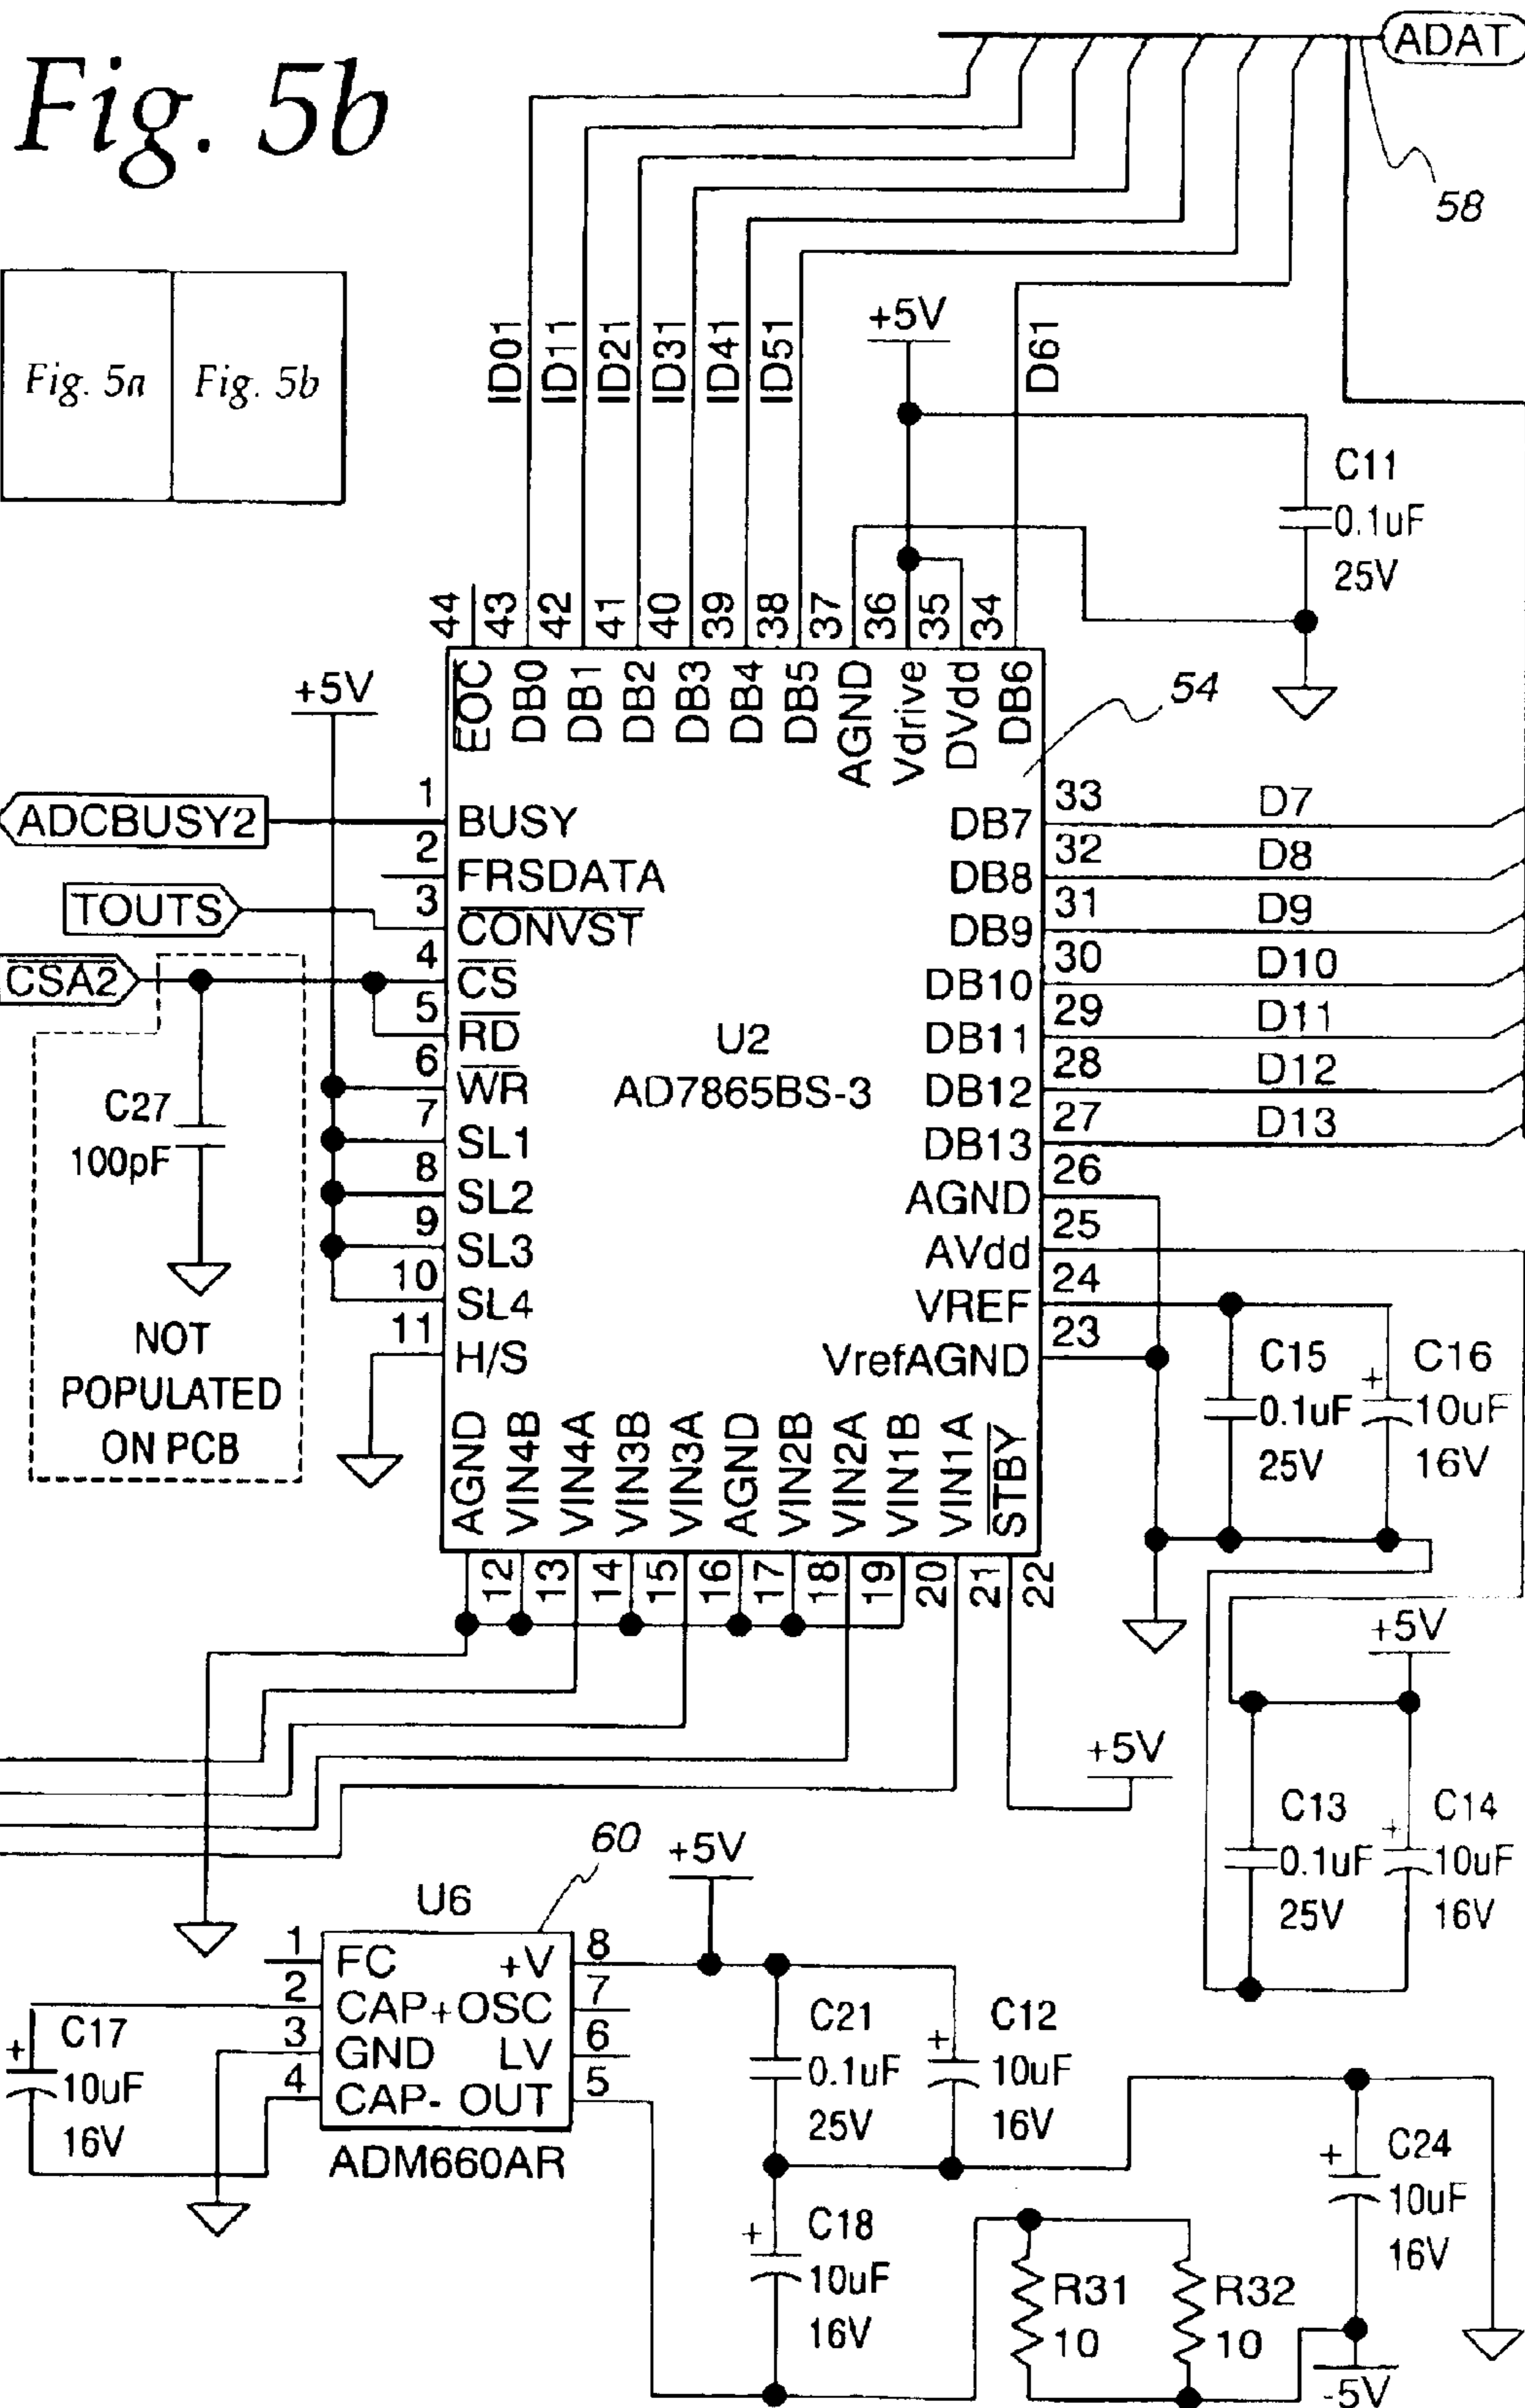 Fig. 5b
ADAT
58
Fig. 5a
Fig. 5b
ID01
ID11
ID21
ID31
ID41
ID51
+5V
D61
C11
0.1uF
25V
44
43
42
41
40
39
38
37
36
35
34
+5V
EOC
DB0
DB1
DB2
DB3
DB4
DB5
AGND
Vdrive
DVdd
DB6
54
ADCBUSY2
1
BUSY
2
FRSDATA
TOUTS
3
CONVST
CSA2
4
CS
5
RD
6
WR
7
SL1
8
SL2
9
SL3
10
SL4
11
H/S
C27
100pF
NOT
POPULATED
ON PCB
U2
AD7865BS-3
DB7
33
D7
DB8
32
D8
DB9
31
D9
DB10
30
D10
DB11
29
D11
DB12
28
D12
DB13
27
D13
AGND
26
AVdd
25
VREF
24
VrefAGND
23
C15
0.1uF
25V
C16
+
10uF
16V
AGND
VIN4B
VIN4A
VIN3B
VIN3A
AGND
VIN2B
VIN2A
VIN1B
VIN1A
STBY
12
13
14
15
16
17
18
19
20
21
22
+5V
+5V
C13
0.1uF
25V
C14
+
10uF
16V
60
+5V
U6
1
FC
2
CAP+
3
GND
4
CAP-
+V
8
OSC
7
LV
6
OUT
5
ADM660AR
C17
+
10uF
16V
C21
0.1uF
25V
C12
+
10uF
16V
C24
+
10uF
16V
C18
+
10uF
16V
R31
10
R32
10
-5V